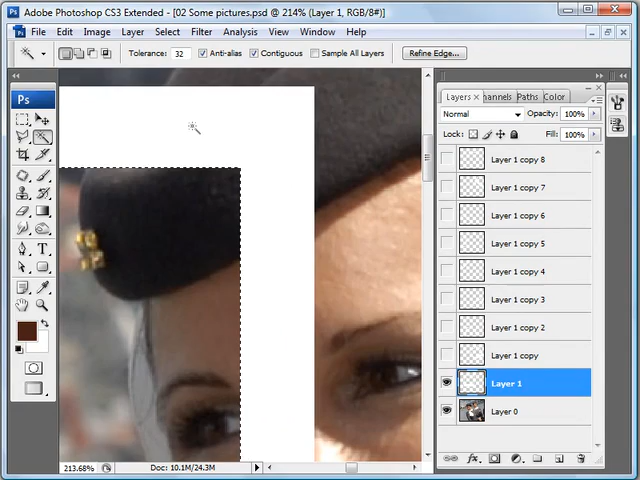 Adobe Photoshop CS3 Extended - [02 Some pictures.psd @ 214% (Layer 1, RGB/8#)]
File Edit Image Layer Select Filter Analysis View Window Help
Tolerance: 32 Anti-alias Contiguous Sample All Layers Refine Edge...
Ps
Layers × hannels Paths Color
Normal Opacity: 100%
Lock: Fill: 100%
Layer 1 copy 8
Layer 1 copy 7
Layer 1 copy 6
Layer 1 copy 5
Layer 1 copy 4
Layer 1 copy 3
Layer 1 copy 2
Layer 1 copy
Layer 1
Layer 0
213.68% Doc: 10.1M/24.3M